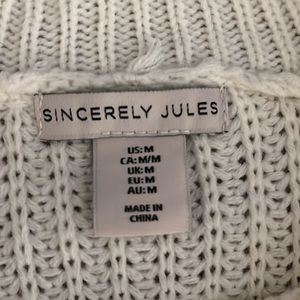 SINCERELY JULES
US: M
CA: M/M
UK: M
EU: M
AU: M
MADE IN
CHINA